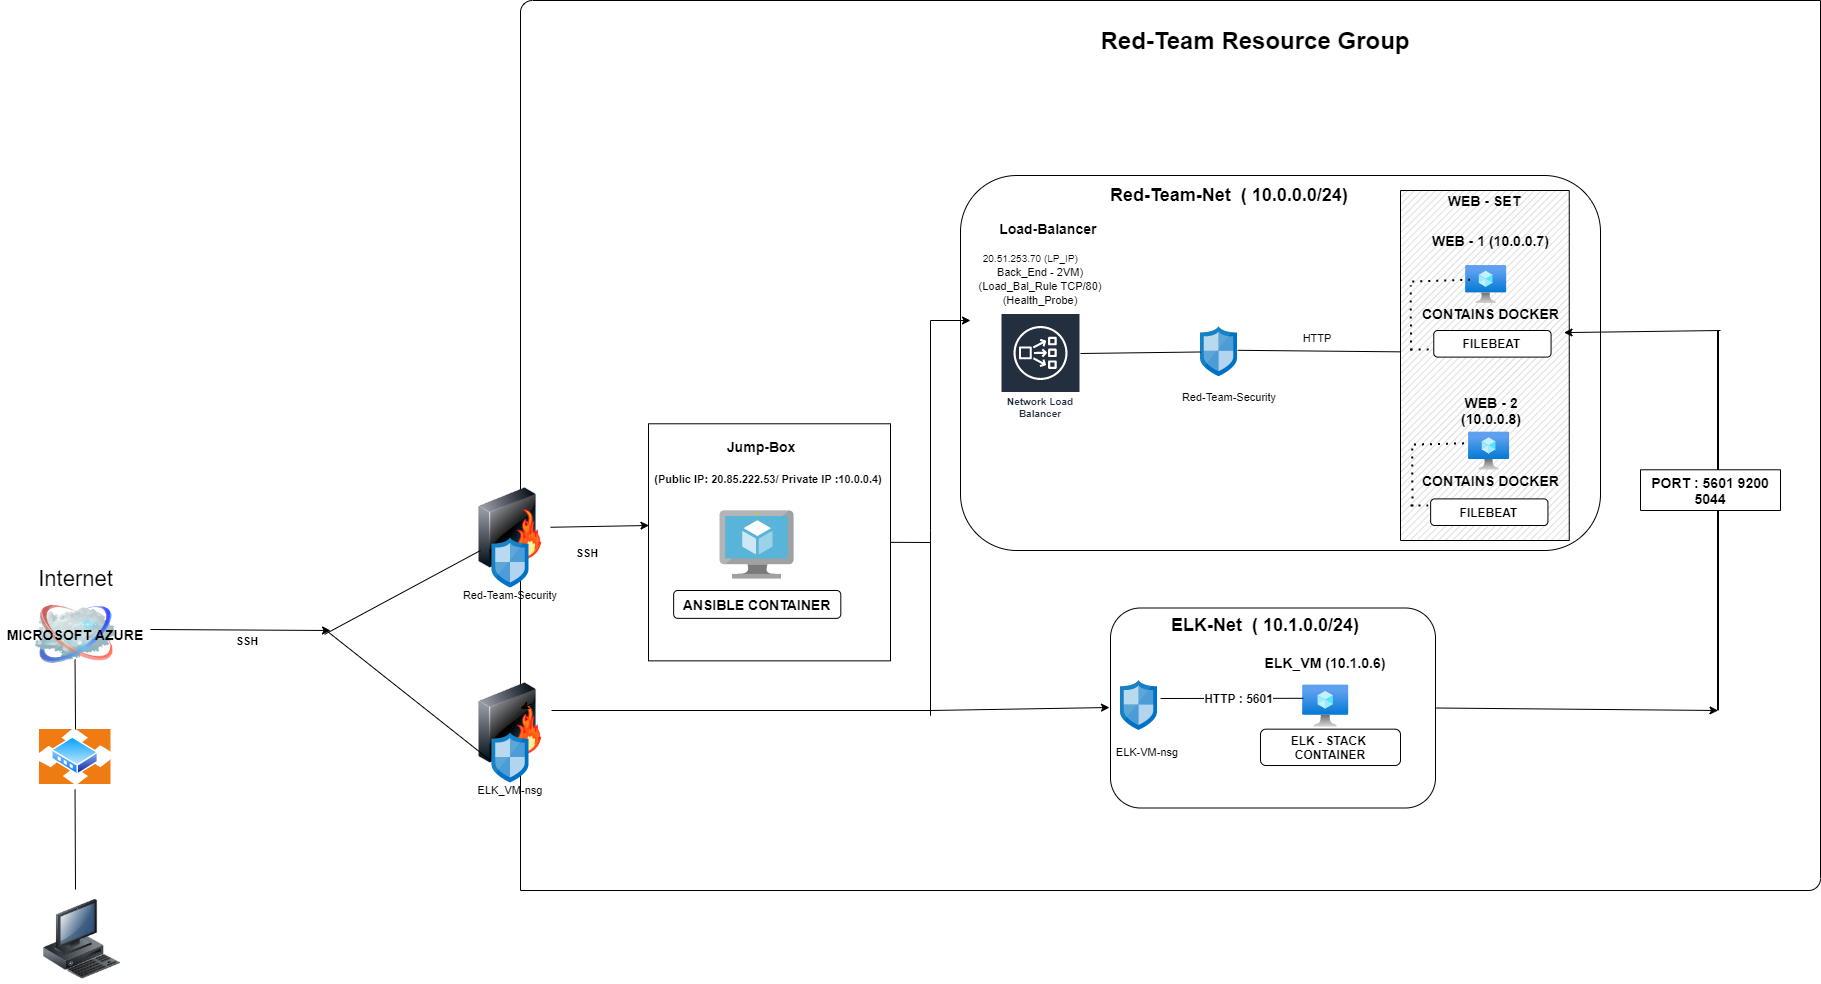 Red-Team Resource Group
Red-Team-Net ( 10.0.0.0/24)
Load-Balancer
20.51.253.70 (LP_IP)
Back_End - 2VM)
(Load_Bal_Rule TCP/80)
(Health_Probe)
Network Load
Balancer
Red-Team-Security
HTTP
WEB - SET
WEB - 1 (10.0.0.7)
CONTAINS DOCKER
FILEBEAT
WEB - 2
(10.0.0.8)
CONTAINS DOCKER
FILEBEAT
PORT : 5601 9200
5044
Jump-Box
(Public IP: 20.85.222.53/ Private IP :10.0.0.4)
ANSIBLE CONTAINER
SSH
Red-Team-Security
Internet
MICROSOFT AZURE
SSH
ELK_VM-nsg
ELK-Net ( 10.1.0.0/24)
ELK_VM (10.1.0.6)
HTTP : 5601
ELK-VM-nsg
ELK - STACK
CONTAINER